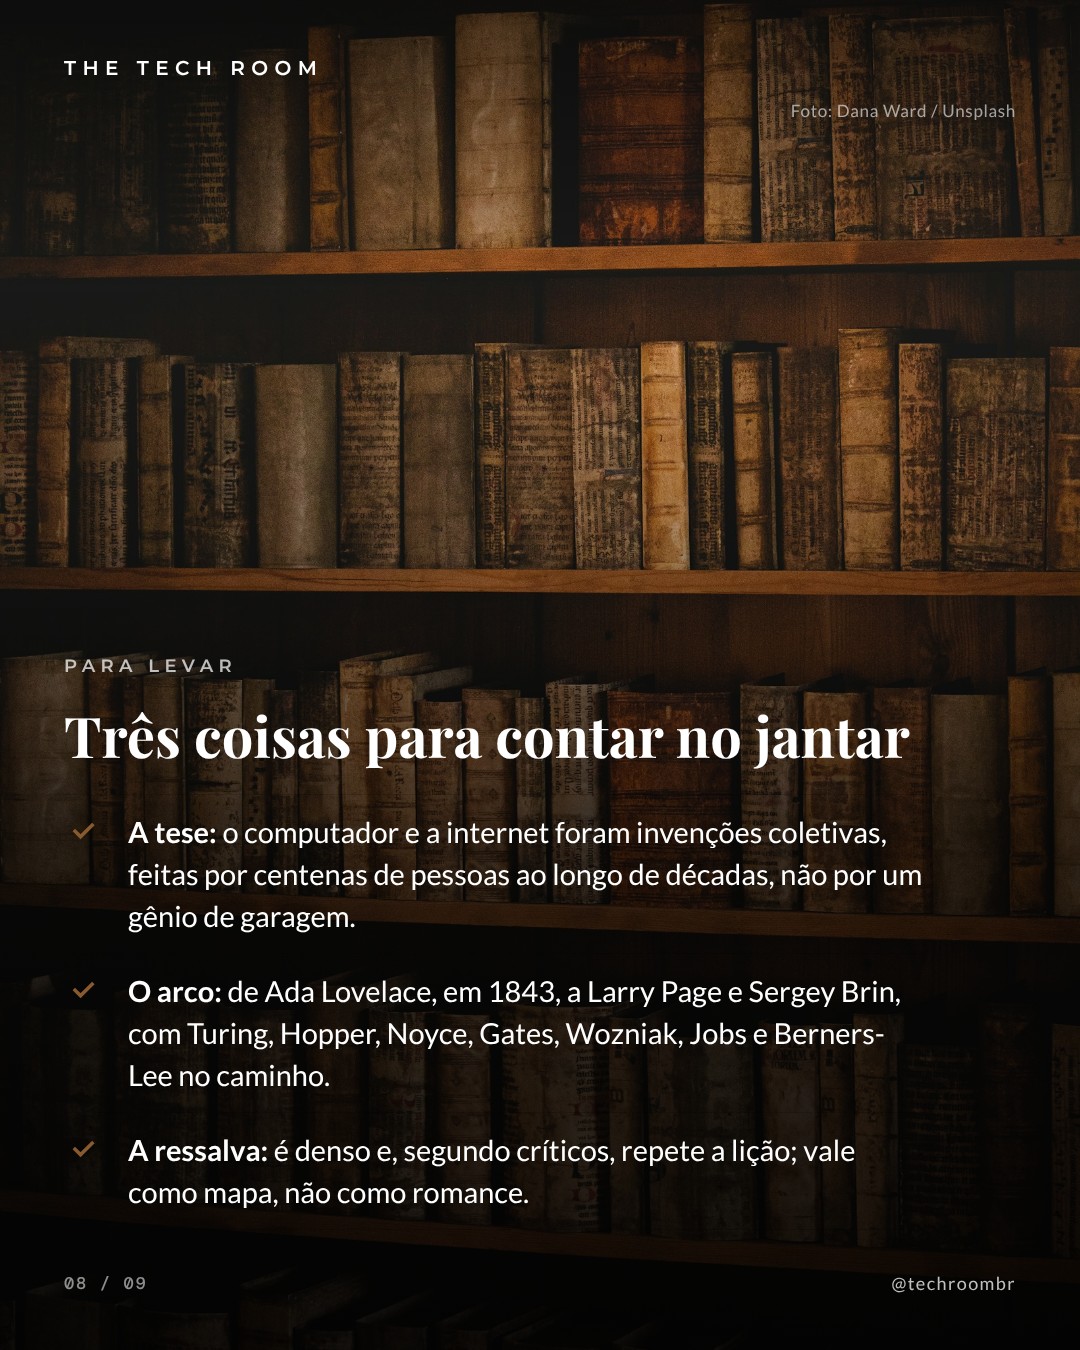 THE TECH ROOM
Foto: Dana Ward / Unsplash
PARA LEVAR
Três coisas para contar no jantar
A tese: o computador e a internet foram invenções coletivas,
feitas por centenas de pessoas ao longo de décadas, não por um
gênio de garagem.
O arco: de Ada Lovelace, em 1843, a Larry Page e Sergey Brin,
com Turing, Hopper, Noyce, Gates, Wozniak, Jobs e Berners-
Lee no caminho.
A ressalva: é denso e, segundo críticos, repete a lição; vale
como mapa, não como romance.
08 / 09
@techroombr